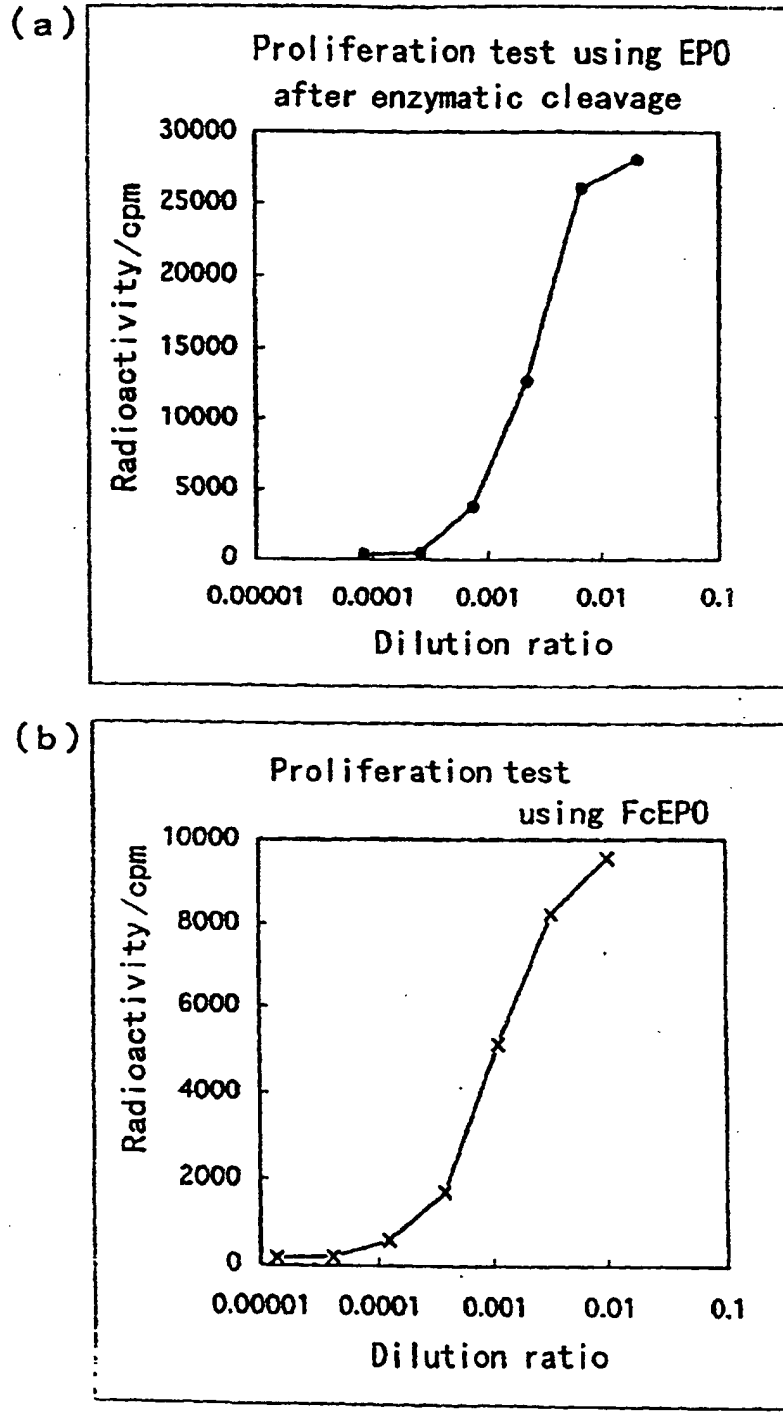 (a)
Proliferation test using EPO
after enzymatic cleavage
Radioactivity/cpm
30000
25000
20000
15000
10000
5000
0
0.00001 0.0001 0.001 0.01 0.1
Dilution ratio
(b)
Proliferation test
using FcEPO
Radioactivity/cpm
10000
8000
6000
4000
2000
0
0.00001 0.0001 0.001 0.01 0.1
Dilution ratio